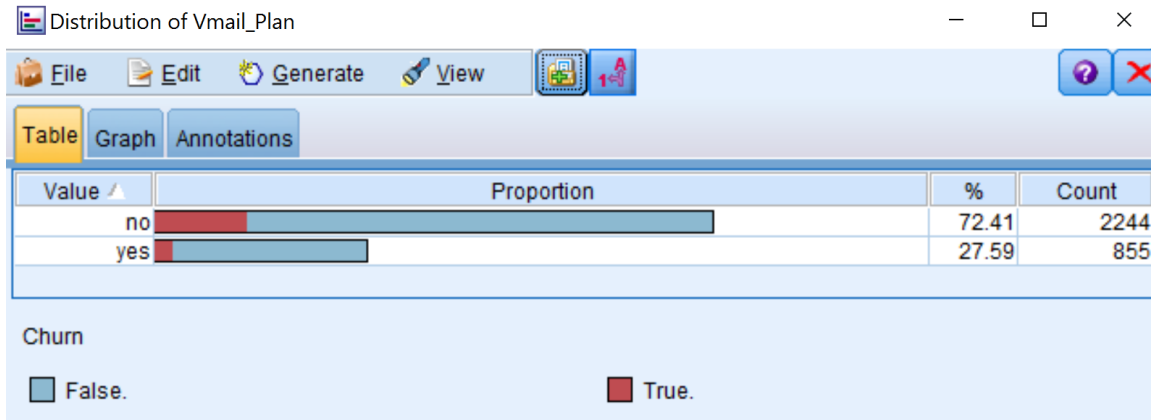 Distribution of Vmail_Plan
File Edit Generate View 1 A ?
Table Graph Annotations
Value Proportion % Count
no 72.41 2244
yes 27.59 855
Churn
False. True.